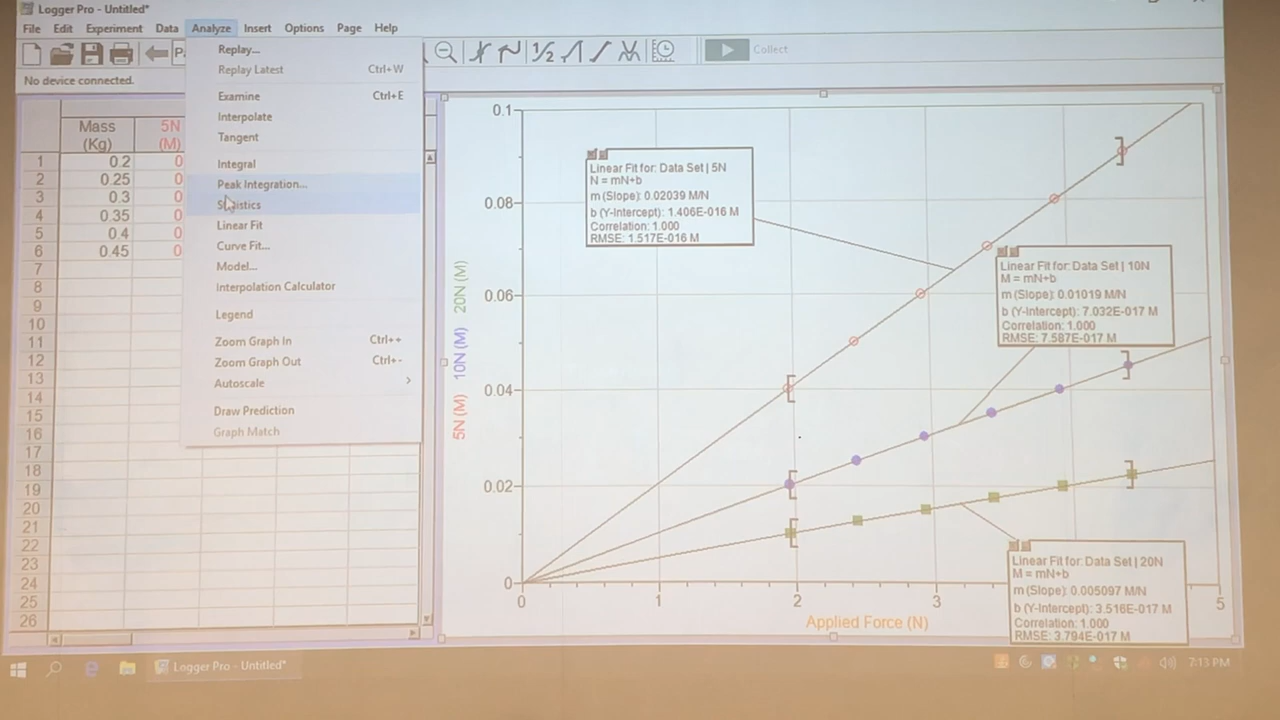 Logger Pro - Untitled*
File Edit Experiment Data Analyze Insert Options Page Help
Collect
No device connected.
Replay...
Replay Latest Ctrl+W
Examine Ctrl+E
Interpolate
Tangent
Integral
Peak Integration...
Statistics
Linear Fit
Curve Fit...
Model...
Interpolation Calculator
Legend
Zoom Graph In Ctrl++
Zoom Graph Out Ctrl+-
Autoscale
Draw Prediction
Graph Match
Mass 5N
(Kg) (M)
1 0.2 0
2 0.25 0
3 0.3 0
4 0.35 0
5 0.4 0
6 0.45 0
7
8
9
10
11
12
13
14
15
16
17
18
19
20
21
22
23
24
25
26
5N (M) 10N (M) 20N (M)
0.1
0.08
0.06
0.04
0.02
0
0 2 3 5
Applied Force (N)
Linear Fit for: Data Set | 5N
N = mN+b
m (Slope): 0.02039 M/N
b (Y-Intercept): 1.406E-016 M
Correlation: 1.000
RMSE: 1.517E-016 M
Linear Fit for: Data Set | 10N
M = mN+b
m (Slope): 0.01019 M/N
b (Y-Intercept): 7.032E-017 M
Correlation: 1.000
RMSE: 7.587E-017 M
Linear Fit for: Data Set | 20N
M = mN+b
m (Slope): 0.005097 M/N
b (Y-Intercept): 3.516E-017 M
Correlation: 1.000
RMSE: 3.794E-017 M
Logger Pro - Untitled*
7:13 PM